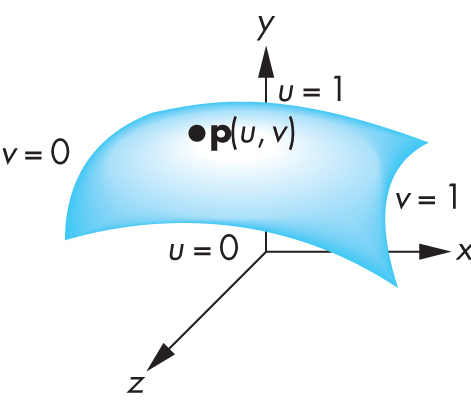 y
u = 1
p(u, v)
v = 0
v = 1
u = 0
x
z